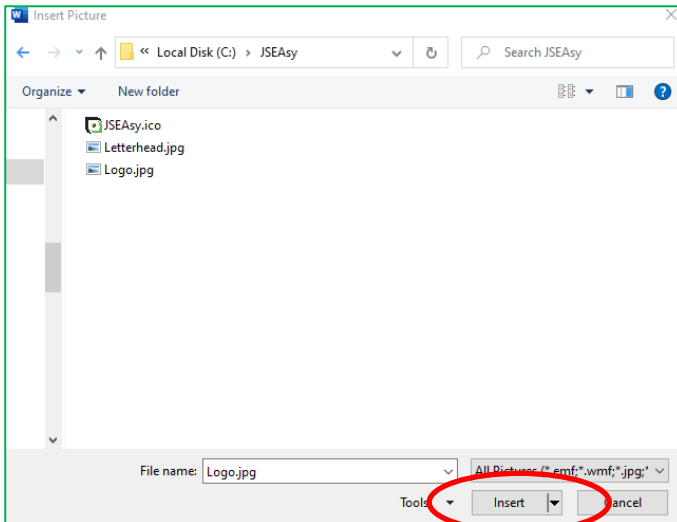 Insert Picture
« Local Disk (C:) › JSEAsy
Search JSEAsy
Organize New folder
JSEAsy.ico
Letterhead.jpg
Logo.jpg
File name: Logo.jpg All Pictures (*.emf;*.wmf;*.jpg;*
Tools Insert Cancel